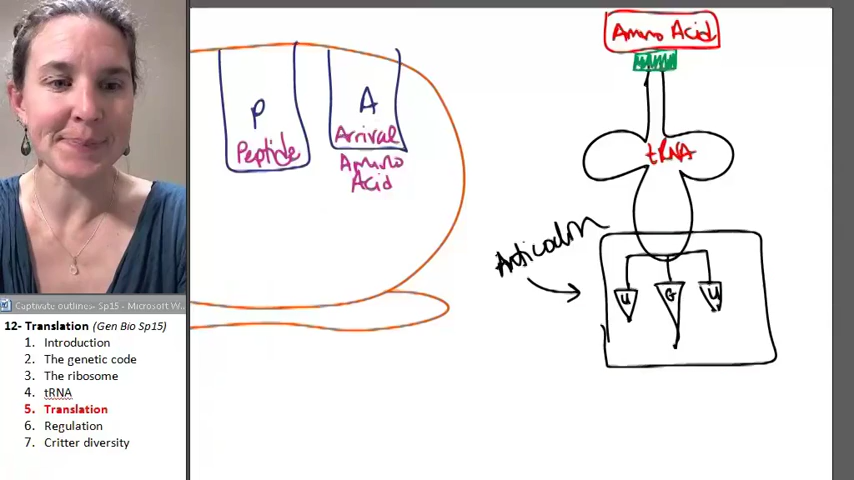 Amino Acid
P
Peptide
A
Arrival
Amino
Acid
tRNA
Anticodon
U
G
U
Captivate outlines- Sp15 - Microsoft W.
12- Translation (Gen Bio Sp15)
1. Introduction
2. The genetic code
3. The ribosome
4. tRNA
5. Translation
6. Regulation
7. Critter diversity